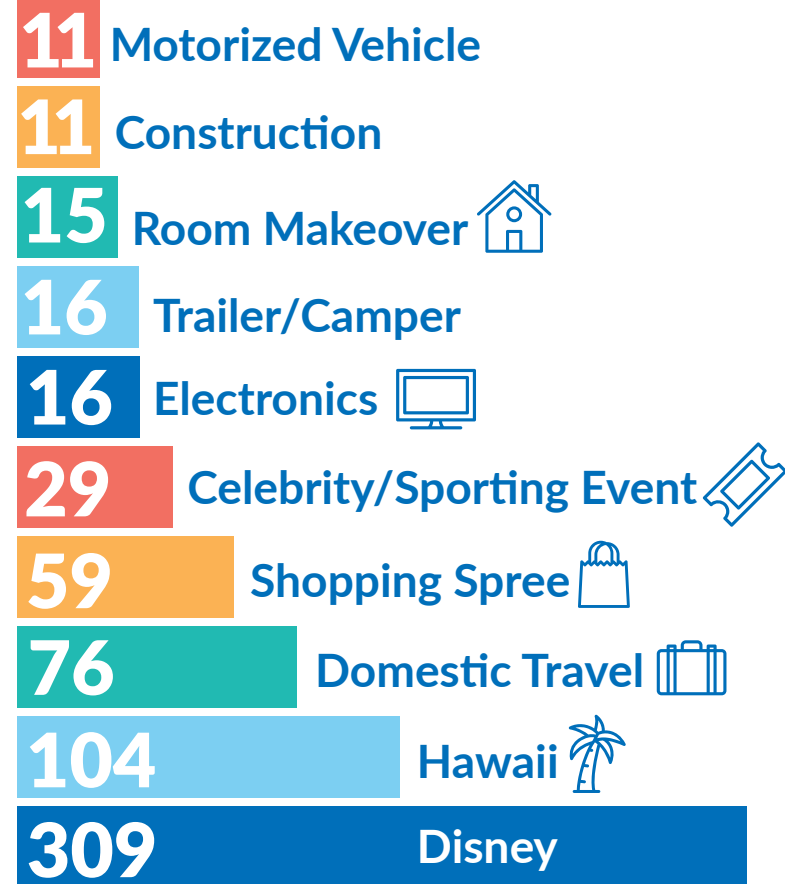 11 Motorized Vehicle
11 Construction
15 Room Makeover
16 Trailer/Camper
16 Electronics
29 Celebrity/Sporting Event
59 Shopping Spree
76 Domestic Travel
104 Hawaii
309 Disney